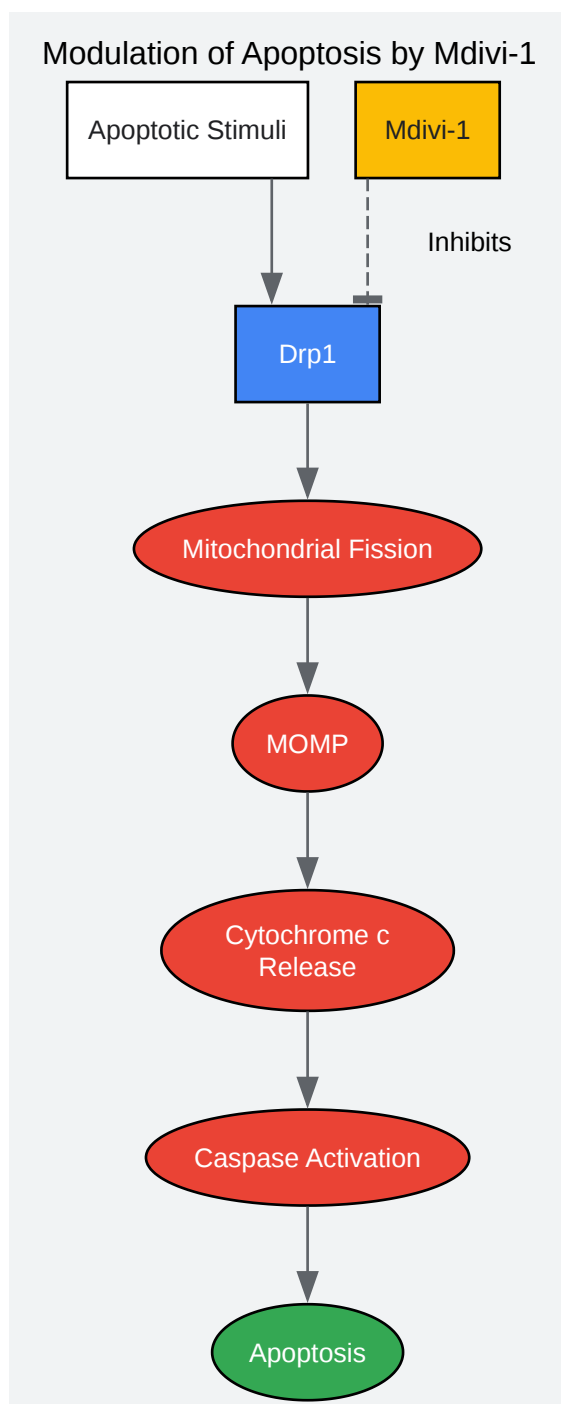 Modulation of Apoptosis by Mdivi-1
Apoptotic Stimuli
Mdivi-1
Inhibits
Drp1
Mitochondrial Fission
MOMP
Cytochrome c
Release
Caspase Activation
Apoptosis